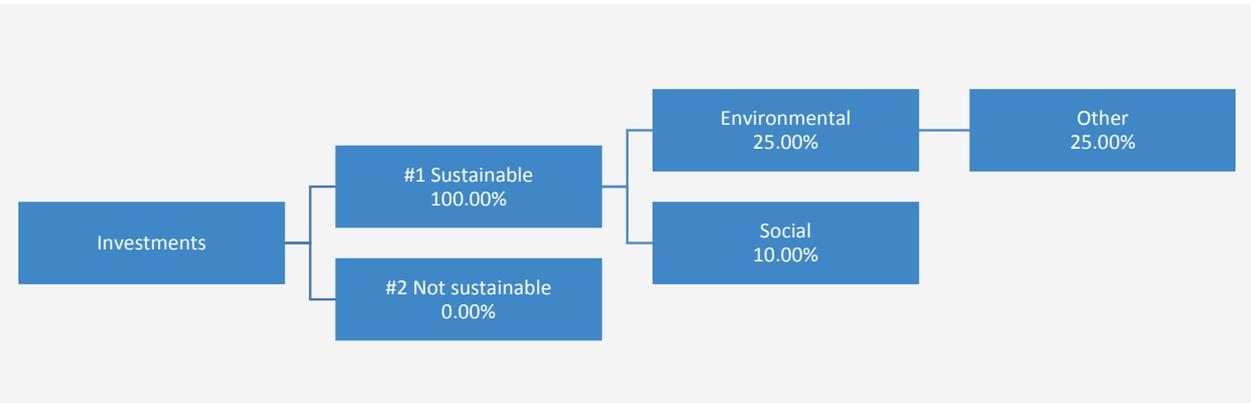 Investments
#1 Sustainable
100.00%
#2 Not sustainable
0.00%
Environmental
25.00%
Social
10.00%
Other
25.00%